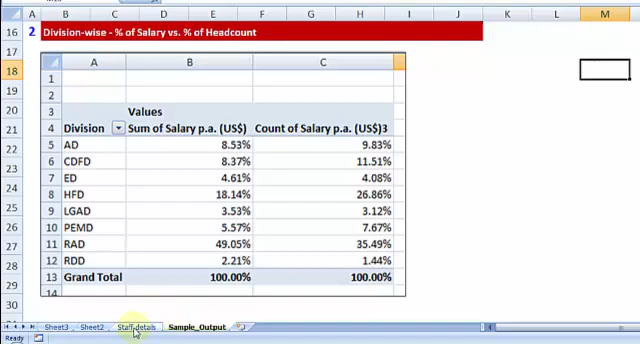 A B C D E F G H I J K L M
16 2 Division-wise - % of Salary vs. % of Headcount
17
18 A B C
19 1
2
20 3 Values
21 4 Division Sum of Salary p.a. (US$) Count of Salary p.a. (US$)3
22 5 AD 8.53% 9.83%
23 6 CDFD 8.37% 11.51%
24 7 ED 4.61% 4.08%
8 HFD 18.14% 26.86%
25 9 LGAD 3.53% 3.12%
26 10 PEMD 5.57% 7.67%
27 11 RAD 49.05% 35.49%
28 12 RDD 2.21% 1.44%
29 13 Grand Total 100.00% 100.00%
14
30
Sheet3 Sheet2 Staff details Sample_Output
Ready